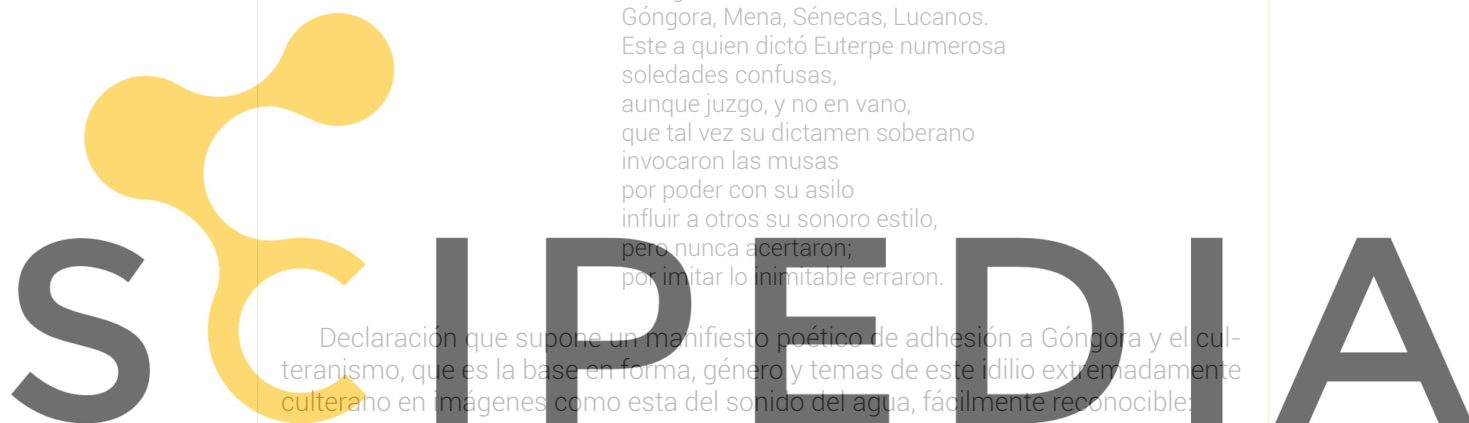 Góngora, Mena, Sénecas, Lucanos.
Este a quien dictó Euterpe numerosa
soledades confusas,
aunque juzgo, y no en vano,
que tal vez su dictamen soberano
invocaron las musas
por poder con su asilo
influir a otros su sonoro estilo,
pero nunca acertaron;
por imitar lo inimitable erraron.
SCIPEDIA
Declaración que supone un manifiesto poético de adhesión a Góngora y el cul-
teranismo, que es la base en forma, género y temas de este idilio extremadamente
culterano en imágenes como esta del sonido del agua, fácilmente reconocible: